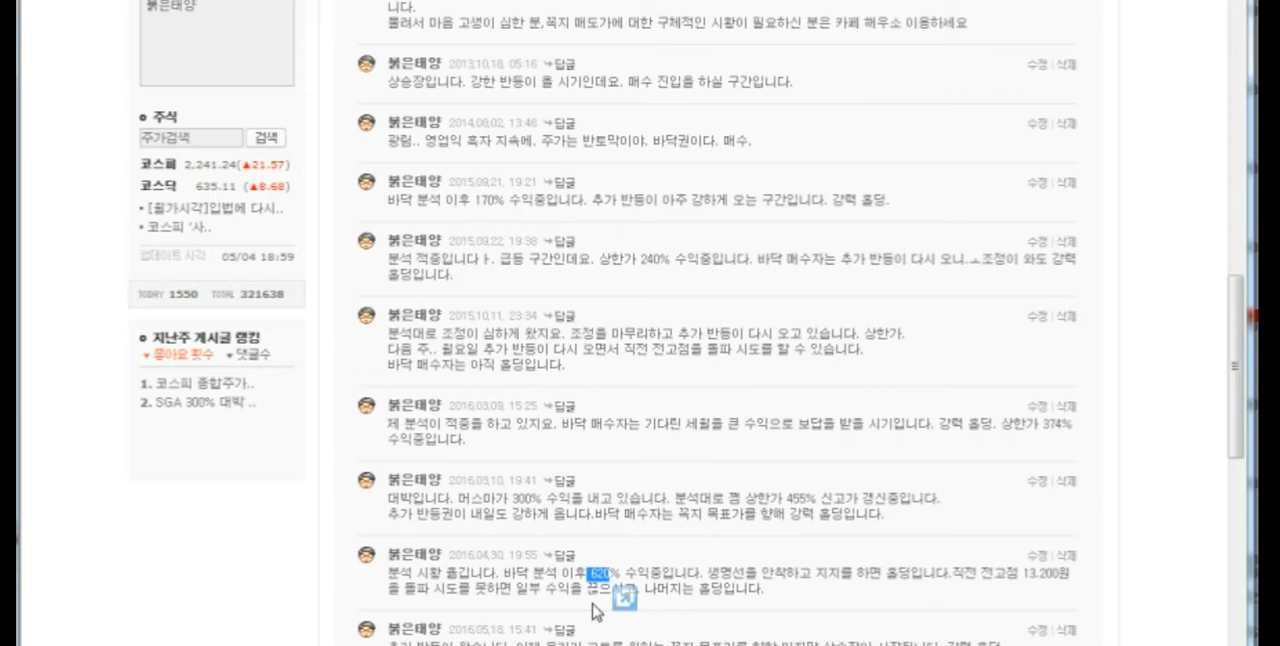 붉은태양
주식
주가검색 검색
코스피 2,241.24(▲21.57)
코스닥 635.11 (▲8.68)
• [월가시각]입법에 다시..
• 코스피 '사..
업데이트 시각 05/04 18:59
TODAY 1550 TOTAL 321638
지난주 게시글 랭킹
좋아요 횟수 댓글수
1. 코스피 종합주가..
2. SGA 300% 대박 ..
니다.
물려서 마음 고생이 심한 분,꼭지 매도가에 대한 구체적인 시황이 필요하신 분은 카페 해우소 이용하세요
붉은태양 2013.10.18. 05:16 답글 수정 | 삭제
상승장입니다. 강한 반등이 올 시기인데요. 매수 진입을 하실 구간입니다.
붉은태양 2014.08.02. 13:46 답글 수정 | 삭제
광림.. 영업익 흑자 지속에. 주가는 반토막이야. 바닥권이다. 매수.
붉은태양 2015.09.21. 19:21 답글 수정 | 삭제
바닥 분석 이후 170% 수익중입니다. 추가 반등이 아주 강하게 오는 구간입니다. 강력 홀딩.
붉은태양 2015.09.22. 19:38 답글 수정 | 삭제
분석 적중입니다ㅏ. 급등 구간인데요. 상한가 240% 수익중입니다. 바닥 매수자는 추가 반등이 다시 오니.ㅗ조정이 와도 강력
홀딩입니다.
붉은태양 2015.10.11. 23:34 답글 수정 | 삭제
분석대로 조정이 심하게 왔지요. 조정을 마무리하고 추가 반등이 다시 오고 있습니다. 상한가.
다음 주.. 월요일 추가 반등이 다시 오면서 직전 전고점을 돌파 시도를 할 수 있습니다.
바닥 매수자는 아직 홀딩입니다.
붉은태양 2016.03.09. 15:25 답글 수정 | 삭제
제 분석이 적중을 하고 있지요. 바닥 매수자는 기다린 세월을 큰 수익으로 보답을 받을 시기입니다. 강력 홀딩. 상한가 374%
수익중입니다.
붉은태양 2016.03.10. 19:41 답글 수정 | 삭제
대박입니다. 머스마가 300% 수익을 내고 있습니다. 분석대로 쩜 상한가 455% 신고가 갱신중입니다.
추가 반등권이 내일도 강하게 옵니다.바닥 매수자는 꼭지 목표가를 향해 강력 홀딩입니다.
붉은태양 2016.04.30. 19:55 답글 수정 | 삭제
분석 시황 옮깁니다. 바닥 분석 이후 620% 수익중입니다. 생명선을 안착하고 지지를 하면 홀딩입니다.직전 전고점 13.200원
을 돌파 시도를 못하면 일부 수익을 나머지는 홀딩입니다.
붉은태양 2016.05.18. 15:41 답글 수정 | 삭제